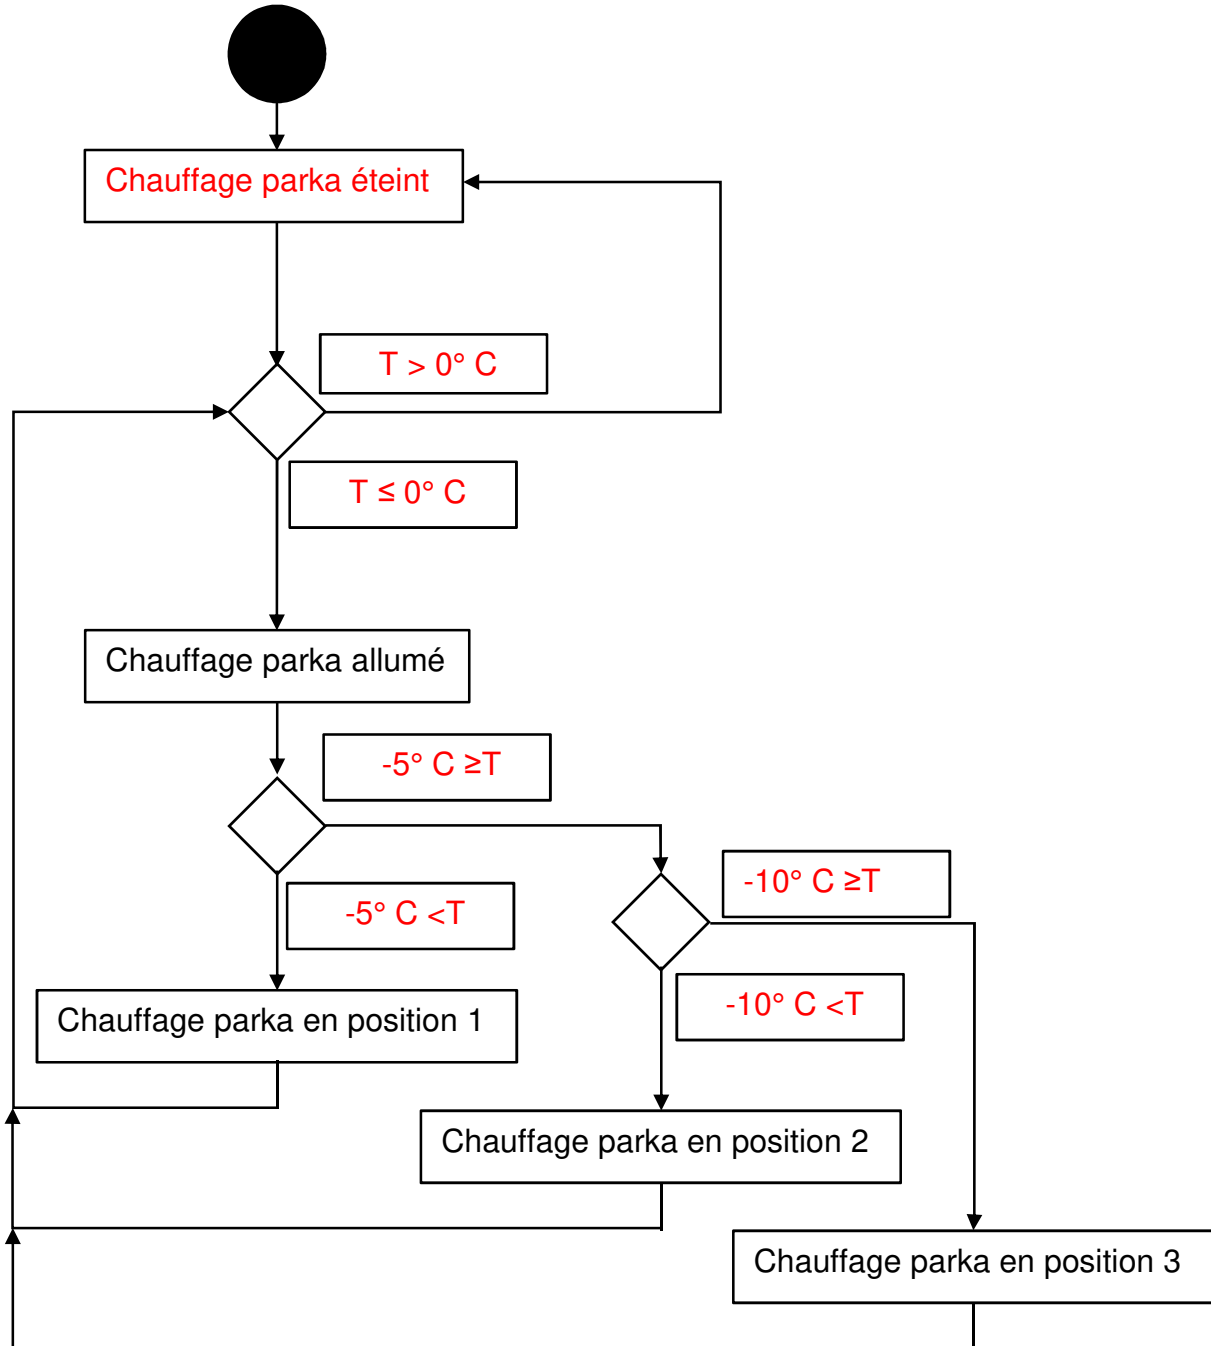 Chauffage parka éteint
T > 0° C
T ≤ 0° C
Chauffage parka allumé
-5° C ≥T
-10° C ≥T
-5° C <T
-10° C <T
Chauffage parka en position 1
Chauffage parka en position 2
Chauffage parka en position 3